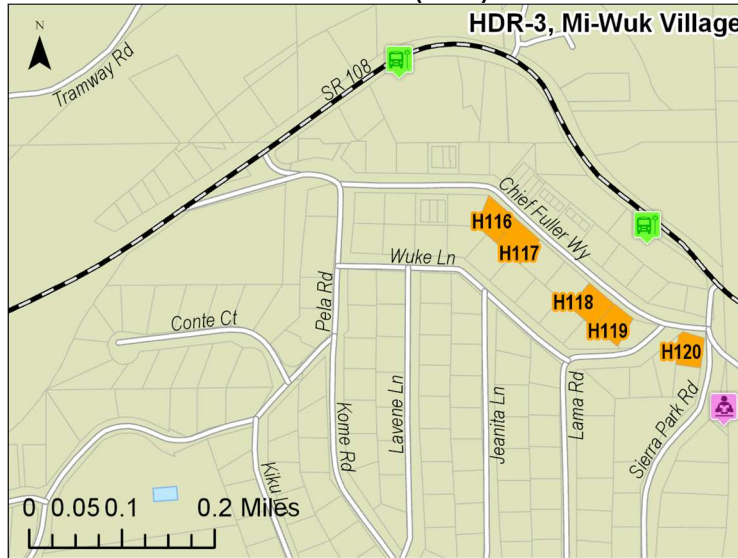 HDR-3, Mi-Wuk Village
N
Tramway Rd
SR 108
Chief Fuller Wy
H116
H117
Wuke Ln
Pela Rd
H118
H119
Conte Ct
H120
Kome Rd
Lavene Ln
Jeanita Ln
Lama Rd
Sierra Park Rd
0 0.05 0.1 0.2 Miles